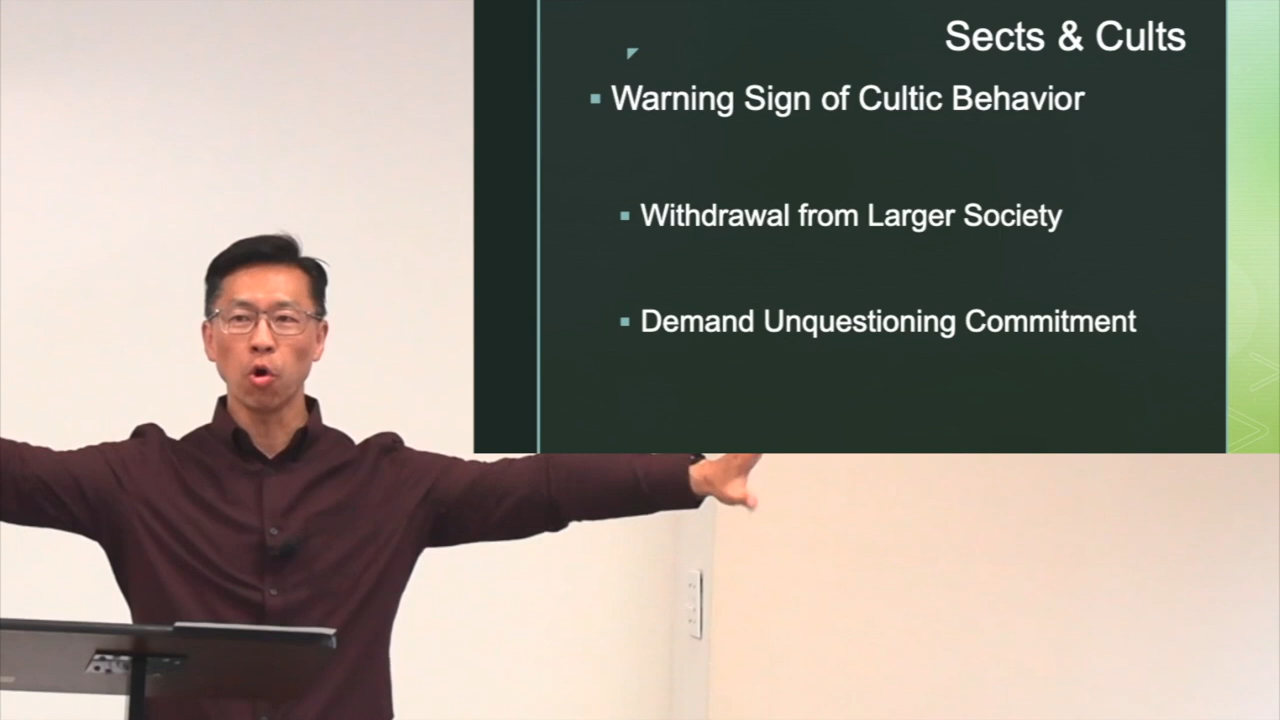 Sects & Cults
Warning Sign of Cultic Behavior
Withdrawal from Larger Society
Demand Unquestioning Commitment